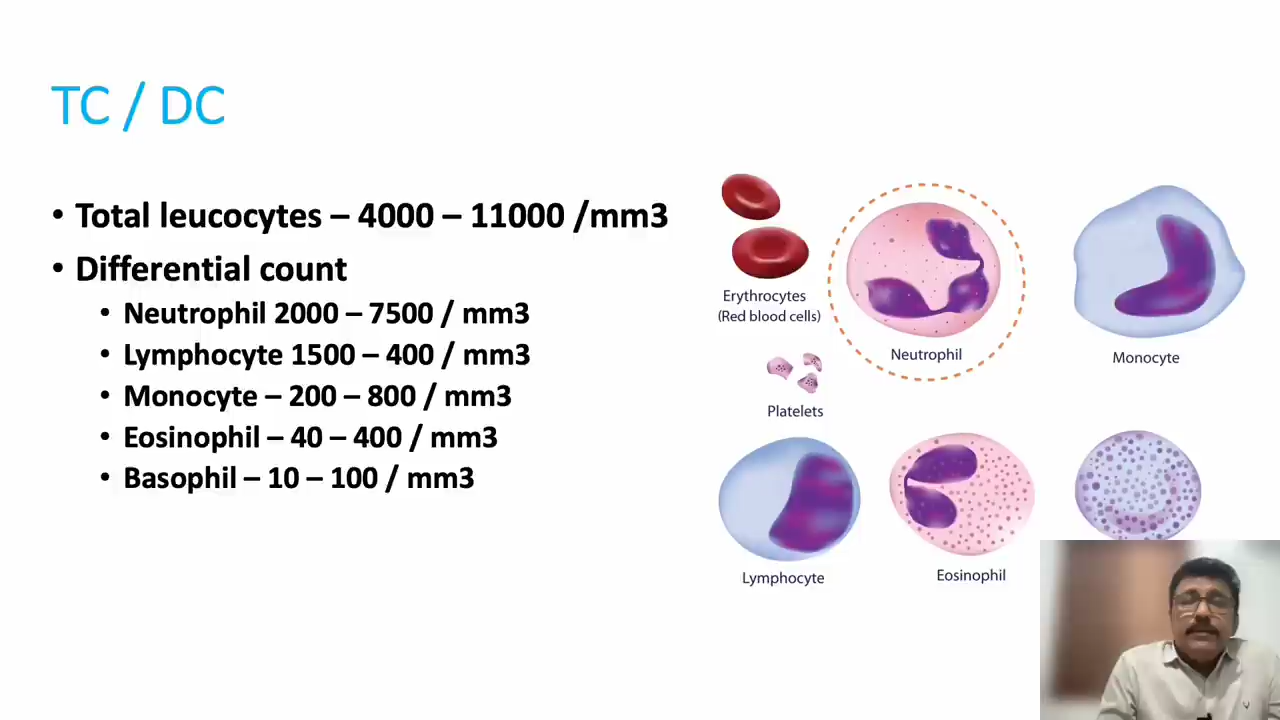 TC / DC
• Total leucocytes – 4000 – 11000 /mm3
• Differential count
• Neutrophil 2000 – 7500 / mm3
• Lymphocyte 1500 – 400 / mm3
• Monocyte – 200 – 800 / mm3
• Eosinophil – 40 – 400 / mm3
• Basophil – 10 – 100 / mm3
Erythrocytes
(Red blood cells)
Neutrophil
Monocyte
Platelets
Lymphocyte
Eosinophil